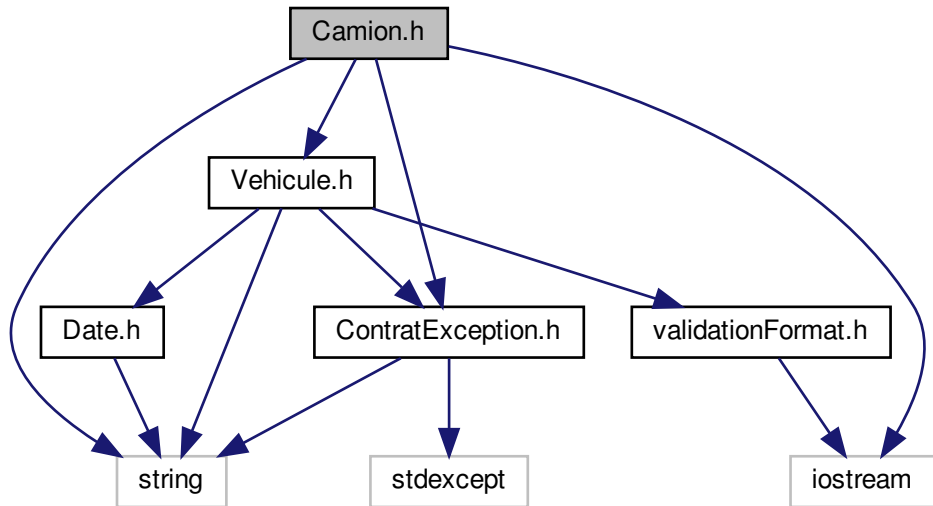 Camion.h
Vehicule.h
Date.h
ContratException.h
validationFormat.h
string
stdexcept
iostream